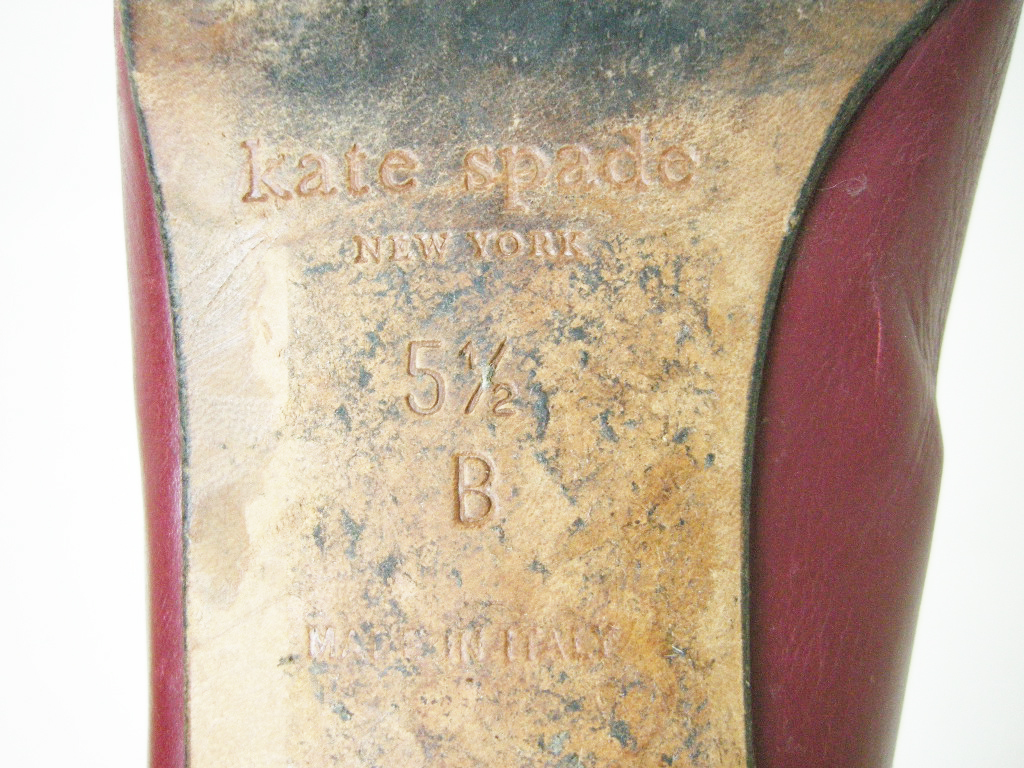 kate spade
NEW YORK
5½
B
MADE IN ITALY